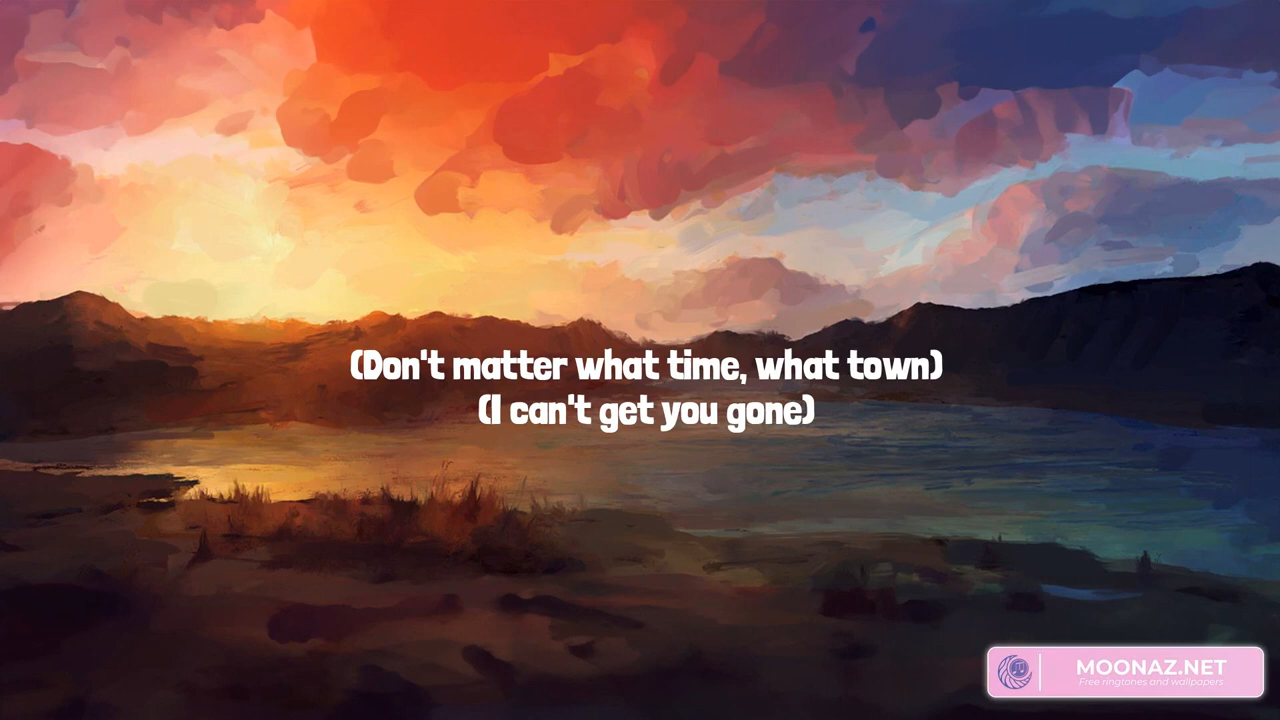 (Don't matter what time, what town)
(I can't get you gone)
MOONAZ.NET
Free ringtones and wallpapers